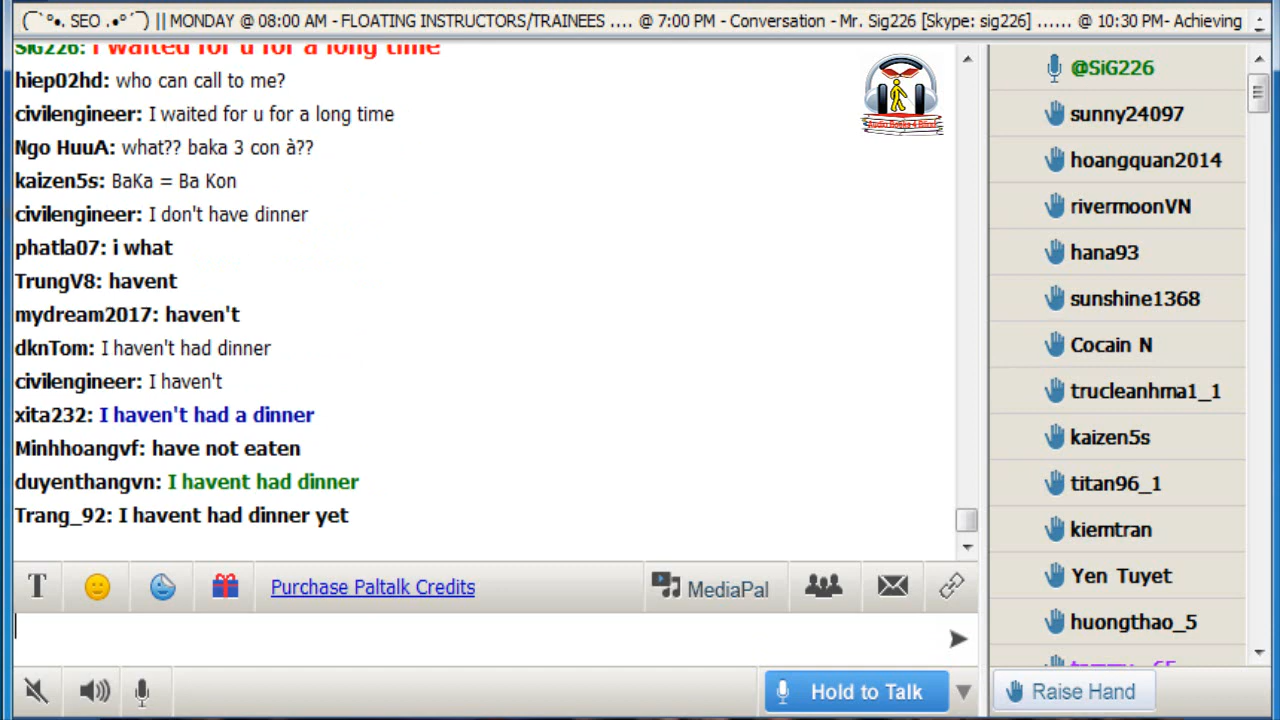 (¯`°•. SEO .•°´¯) || MONDAY @ 08:00 AM - FLOATING INSTRUCTORS/TRAINEES .... @ 7:00 PM - Conversation - Mr. Sig226 [Skype: sig226] ...... @ 10:30 PM- Achieving
SiG226: I waited for u for a long time
hiep02hd: who can call to me?
civilengineer: I waited for u for a long time
Ngo HuuA: what?? baka 3 con à??
kaizen5s: BaKa = Ba Kon
civilengineer: I don't have dinner
phatla07: i what
TrungV8: havent
mydream2017: haven't
dknTom: I haven't had dinner
civilengineer: I haven't
xita232: I haven't had a dinner
Minhhoangvf: have not eaten
duyenthangvn: I havent had dinner
Trang_92: I havent had dinner yet
@SiG226
sunny24097
hoangquan2014
rivermoonVN
hana93
sunshine1368
Cocain N
trucleanhma1_1
kaizen5s
titan96_1
kiemtran
Yen Tuyet
huongthao_5
T
Purchase Paltalk Credits
MediaPal
Hold to Talk
Raise Hand